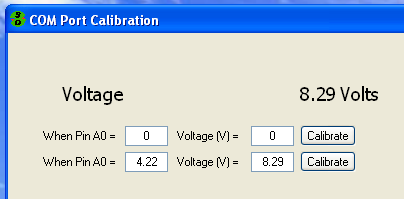 COM Port Calibration
Voltage 8.29 Volts
When Pin A0 = 0 Voltage (V) = 0 Calibrate
When Pin A0 = 4.22 Voltage (V) = 8.29 Calibrate